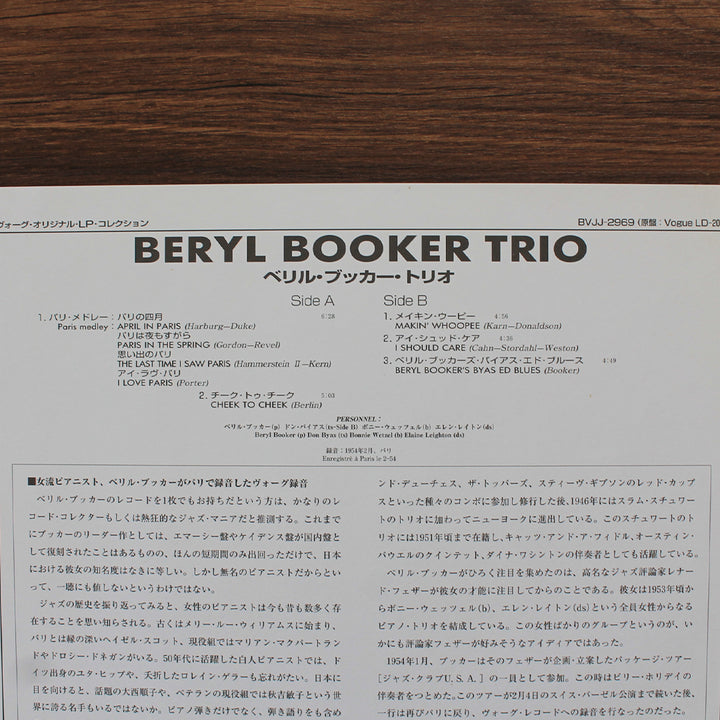 ヴォーグ・オリジナル・LP・コレクション
BVJJ-2969 (原盤：Vogue LD-20
BERYL BOOKER TRIO
ベリル・ブッカー・トリオ
Side A
1. パリ・メドレー：パリの四月 6:28
Paris medley : APRIL IN PARIS (Harburg–Duke)
パリは夜もすがら
PARIS IN THE SPRING (Gordon–Revel)
思い出のパリ
THE LAST TIME I SAW PARIS (Hammerstein II–Kern)
アイ・ラヴ・パリ
I LOVE PARIS (Porter)
2. チーク・トゥ・チーク 5:03
CHEEK TO CHEEK (Berlin)
Side B
1. メイキン・ウーピー 4:56
MAKIN' WHOOPEE (Karn–Donaldson)
2. アイ・シュッド・ケア 4:36
I SHOULD CARE (Cahn–Stordahl–Weston)
3. ベリル・ブッカーズ・バイアス・エド・ブルース 4:49
BERYL BOOKER'S BYAS ED BLUES (Booker)
PERSONNEL :
ベリル・ブッカー(p) ドン・バイアス(ts-Side B) ボニー・ウェッツェル(b) エレン・レイトン(ds)
Beryl Booker (p) Don Byas (ts) Bonnie Wetzel (b) Elaine Leighton (ds)
録音：1954年2月、パリ
Enregistré à Paris le 2-54
■女流ピアニスト、ベリル・ブッカーがパリで録音したヴォーグ録音
ベリル・ブッカーのレコードを1枚でもお持ちだという方は、かなりのレ
コード・コレクターもしくは熱狂的なジャズ・マニアだと推測する。これまで
にブッカーのリーダー作としては、エマーシー盤やケイデンス盤が国内盤と
して復刻されたことはあるものの、ほんの短期間のみ出回っただけで、日本
における彼女の知名度はなきに等しい。しかし無名のピアニストだからとい
って、一聴にも値しないというわけではない。
ジャズの歴史を振り返ってみると、女性のピアニストは今も昔も数多く存
在することを思い知らされる。古くはメリー・ルー・ウィリアムスに始まり、
パリとは縁の深いヘイゼル・スコット、現役組ではマリアン・マクパートラン
ドやドロシー・ドネガンがいる。50年代に活躍した白人ピアニストでは、ド
イツ出身のユタ・ヒップや、夭折したロレイン・ゲラーも忘れがたい。日本に
目を向けると、話題の大西順子や、ベテランの現役組では秋吉敏子という世
界に誇る名手もいるではないか。ピアノ弾きだけでなく、弾き語りをも含め
ンド・デューチェス、ザ・トッパーズ、スティーヴ・ギブソンのレッド・カップ
スといった種々のコンボに参加し修行した後、1946年にはスラム・スチュワー
トのトリオに加わってニューヨークに進出している。このスチュワートのト
リオには1951年頃まで在籍し、キャッツ・アンド・ア・フィドル、オースティン・
パウエルのクインテット、ダイナ・ワシントンの伴奏者としても活躍している。
ベリル・ブッカーがひろく注目を集めたのは、高名なジャズ評論家レナー
ド・フェザーが彼女の才能に注目してからのことである。彼女は1953年頃か
らボニー・ウェッツェル(b)、エレン・レイトン(ds)という全員女性からなる
ピアノ・トリオを結成している。この女性ばかりのグループというのが、い
かにも評論家フェザーが好みそうなアイディアではあった。
1954年1月、ブッカーはそのフェザーが企画・立案したパッケージ・ツアー
[ジャズ・クラブU.S.A.] の一員として参加し、この時はビリー・ホリデイの
伴奏者をつとめた。このツアーが2月4日のスイス・バーゼル公演まで続いた後、
一行は再びパリに戻り、ヴォーグ・レコードへの録音を行なったのだった。